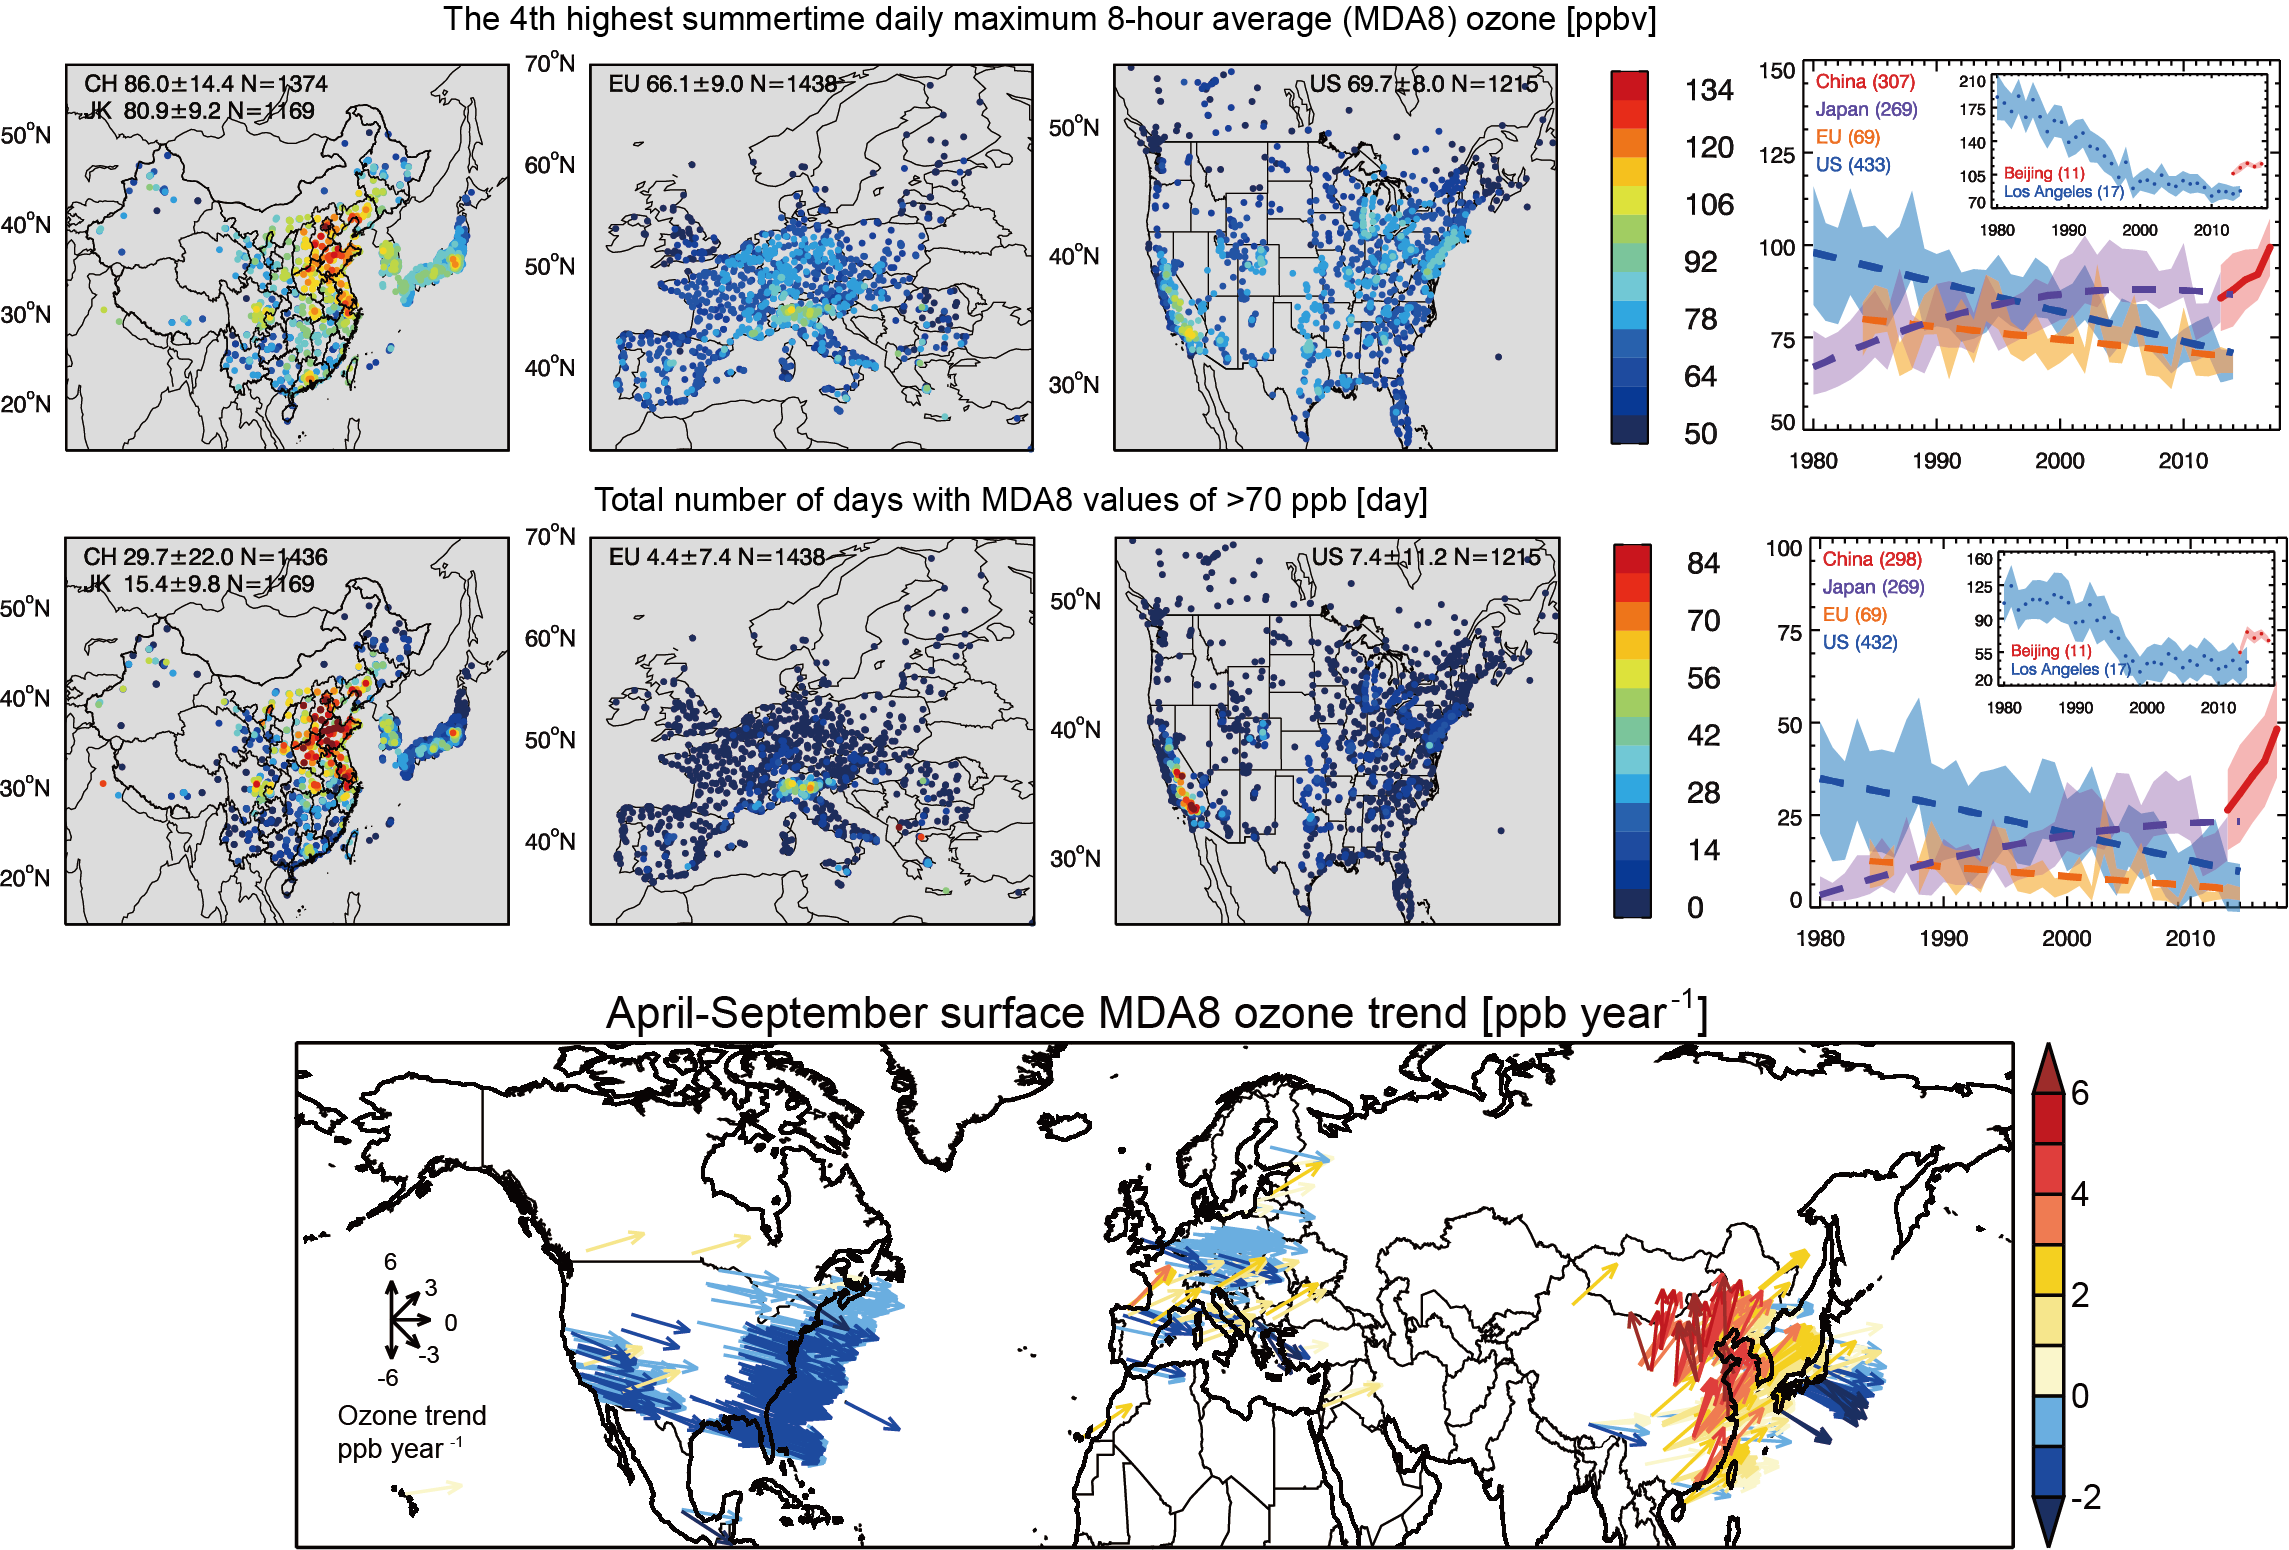 The 4th highest summertime daily maximum 8-hour average (MDA8) ozone [ppbv]
CH 86.0±14.4 N=1374
JK 80.9±9.2 N=1169
50°N
40°N
30°N
20°N
EU 66.1±9.0 N=1438
70°N
60°N
50°N
40°N
US 69.7±8.0 N=1215
50°N
40°N
30°N
134
120
106
92
78
64
50
150
125
100
75
50
China (307)
Japan (269)
EU (69)
US (433)
1980 1990 2000 2010
210
175
140
105
70
Beijing (11)
Los Angeles (17)
1980 1990 2000 2010
Total number of days with MDA8 values of >70 ppb [day]
CH 29.7±22.0 N=1436
JK 15.4±9.8 N=1169
50°N
40°N
30°N
20°N
EU 4.4±7.4 N=1438
70°N
60°N
50°N
40°N
US 7.4±11.2 N=1215
50°N
40°N
30°N
84
70
56
42
28
14
0
100
75
50
25
0
China (298)
Japan (269)
EU (69)
US (432)
1980 1990 2000 2010
160
125
90
55
20
Beijing (11)
Los Angeles (17)
1980 1990 2000 2010
April-September surface MDA8 ozone trend [ppb year⁻¹]
6
3
0
-3
-6
Ozone trend
ppb year ⁻¹
6
4
2
0
-2